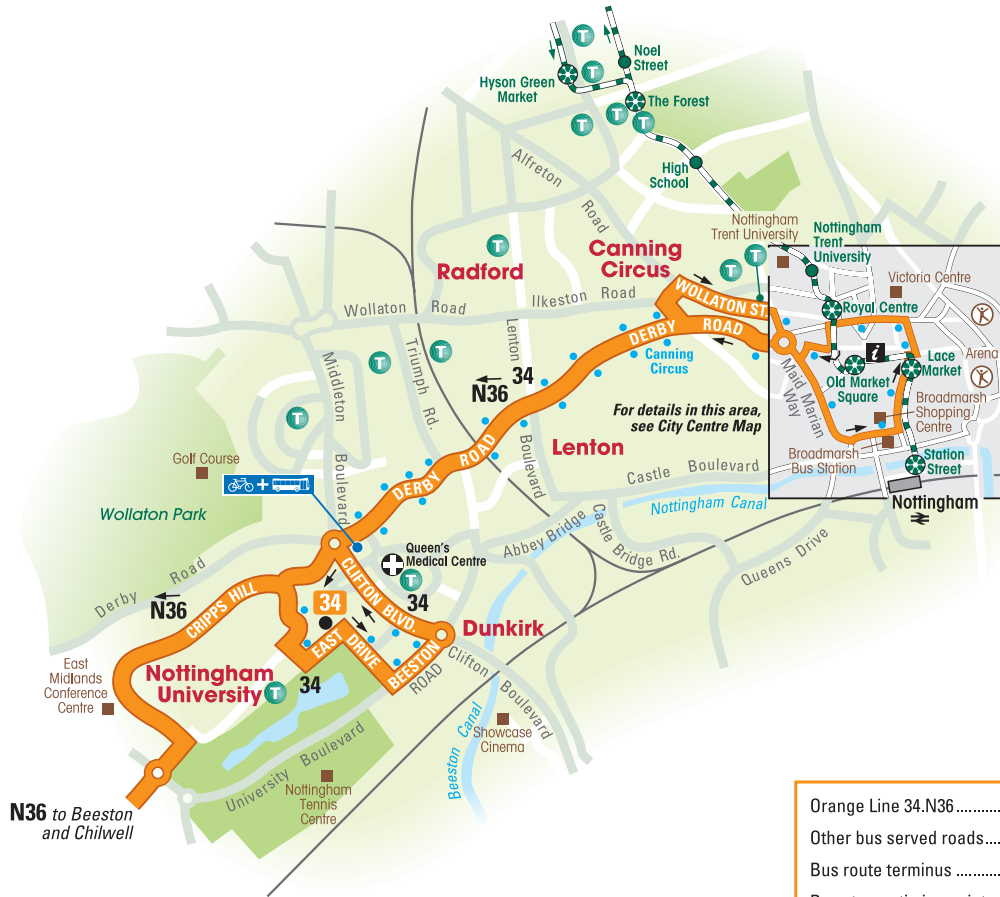 Noel
Street
Hyson Green
Market
The Forest
T
T
T
T
T
High
School
Alfreton
Road
Nottingham
Trent University
Nottingham
Trent
University
Canning
Circus
Radford
T
T
T
Victoria Centre
WOLLATON ST.
Royal Centre
Wollaton Road
Ilkeston Road
DERBY ROAD
Canning
Circus
Lenton
Boulevard
Triumph Rd.
Middleton
Boulevard
T
T
T
34
N36
i
Lace
Market
Arena
Old Market
Square
Maid Marian
Way
Broadmarsh
Shopping
Centre
Broadmarsh
Bus Station
Station
Street
Nottingham
For details in this area,
see City Centre Map
Lenton
Castle Boulevard
Nottingham Canal
DERBY ROAD
Golf Course
+
Wollaton Park
Queen's
Medical Centre
T
34
Abbey Bridge
Castle Bridge Rd.
Queens Drive
Derby Road
N36
CRIPPS HILL
CLIFTON BLVD.
34
EAST DRIVE
BEESTON
ROAD
Dunkirk
Clifton Boulevard
East
Midlands
Conference
Centre
Nottingham
University
T
34
University Boulevard
Beeston Canal
Showcase
Cinema
Nottingham
Tennis
Centre
N36 to Beeston
and Chilwell
Orange Line 34.N36...........
Other bus served roads.....
Bus route terminus ...........